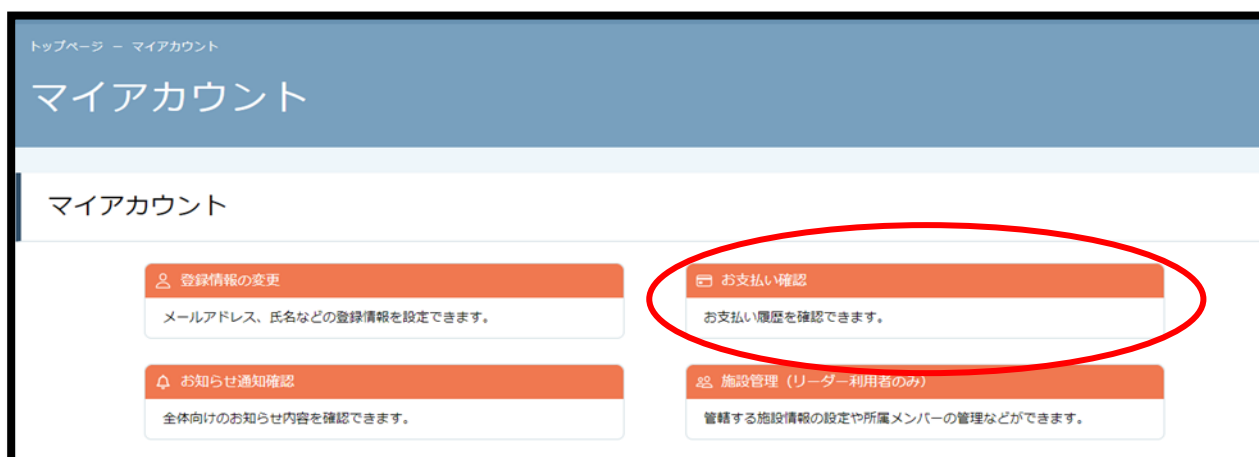 トップページ － マイアカウント
マイアカウント
マイアカウント
登録情報の変更
メールアドレス、氏名などの登録情報を設定できます。
お支払い確認
お支払い履歴を確認できます。
お知らせ通知確認
全体向けのお知らせ内容を確認できます。
施設管理（リーダー利用者のみ）
管轄する施設情報の設定や所属メンバーの管理などができます。